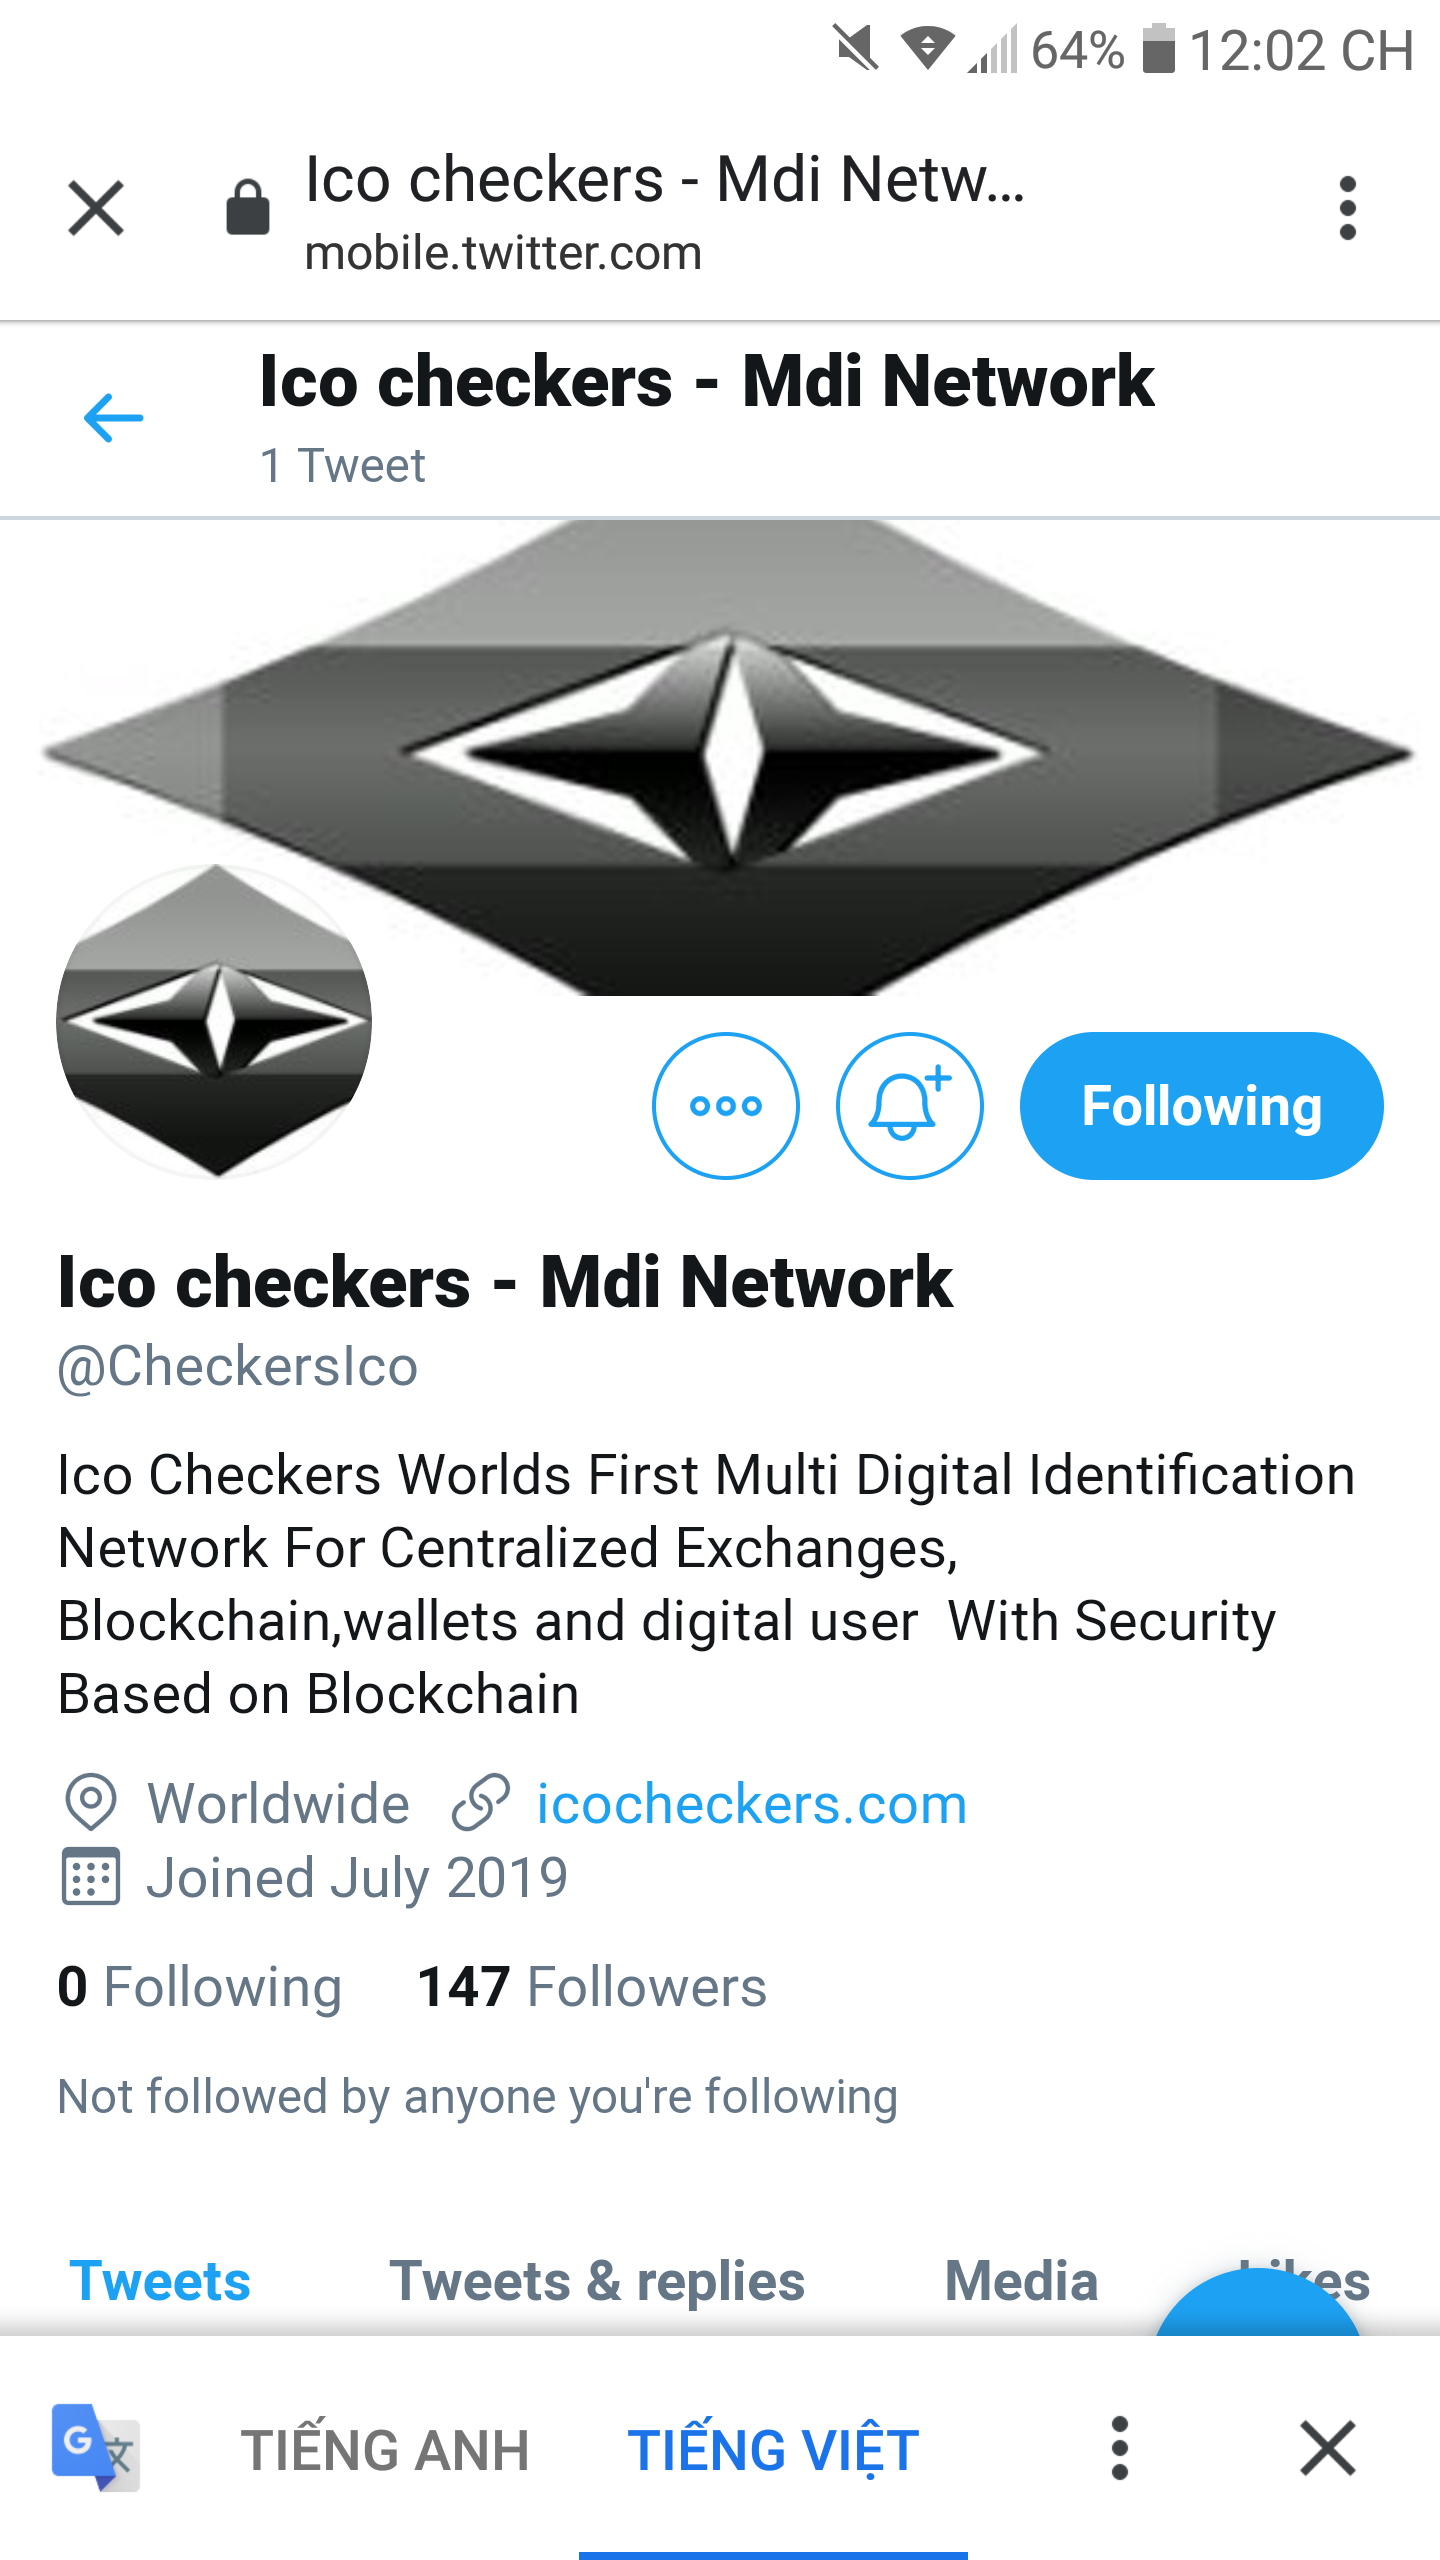 64% 12:02 CH
Ico checkers - Mdi Netw...
mobile.twitter.com
Ico checkers - Mdi Network
1 Tweet
Following
Ico checkers - Mdi Network
@CheckersIco
Ico Checkers Worlds First Multi Digital Identification
Network For Centralized Exchanges,
Blockchain,wallets and digital user  With Security
Based on Blockchain
Worldwide icocheckers.com
Joined July 2019
0 Following 147 Followers
Not followed by anyone you're following
Tweets Tweets & replies Media Likes
TIẾNG ANH TIẾNG VIỆT